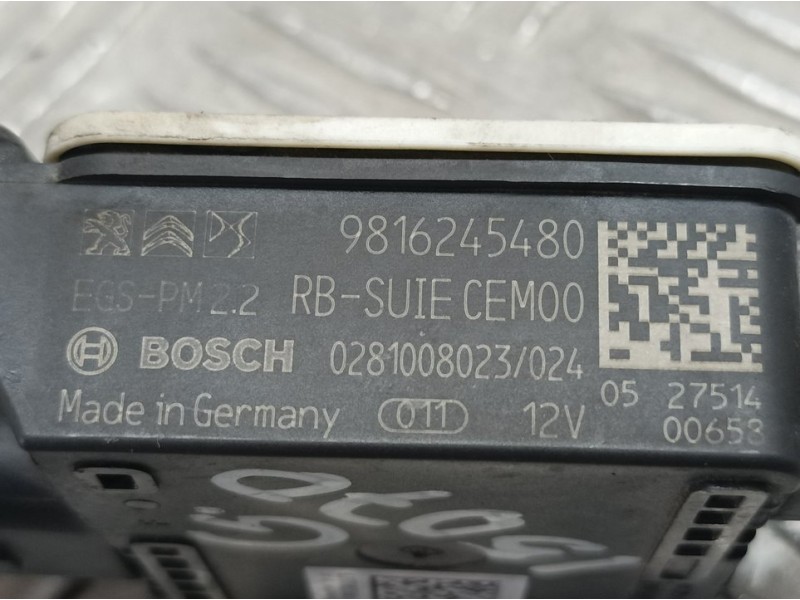 9816245480
EGS-PM 2.2 RB-SUIE CEM00
BOSCH 0281008023/024
Made in Germany 011 12V
05 27514
00653